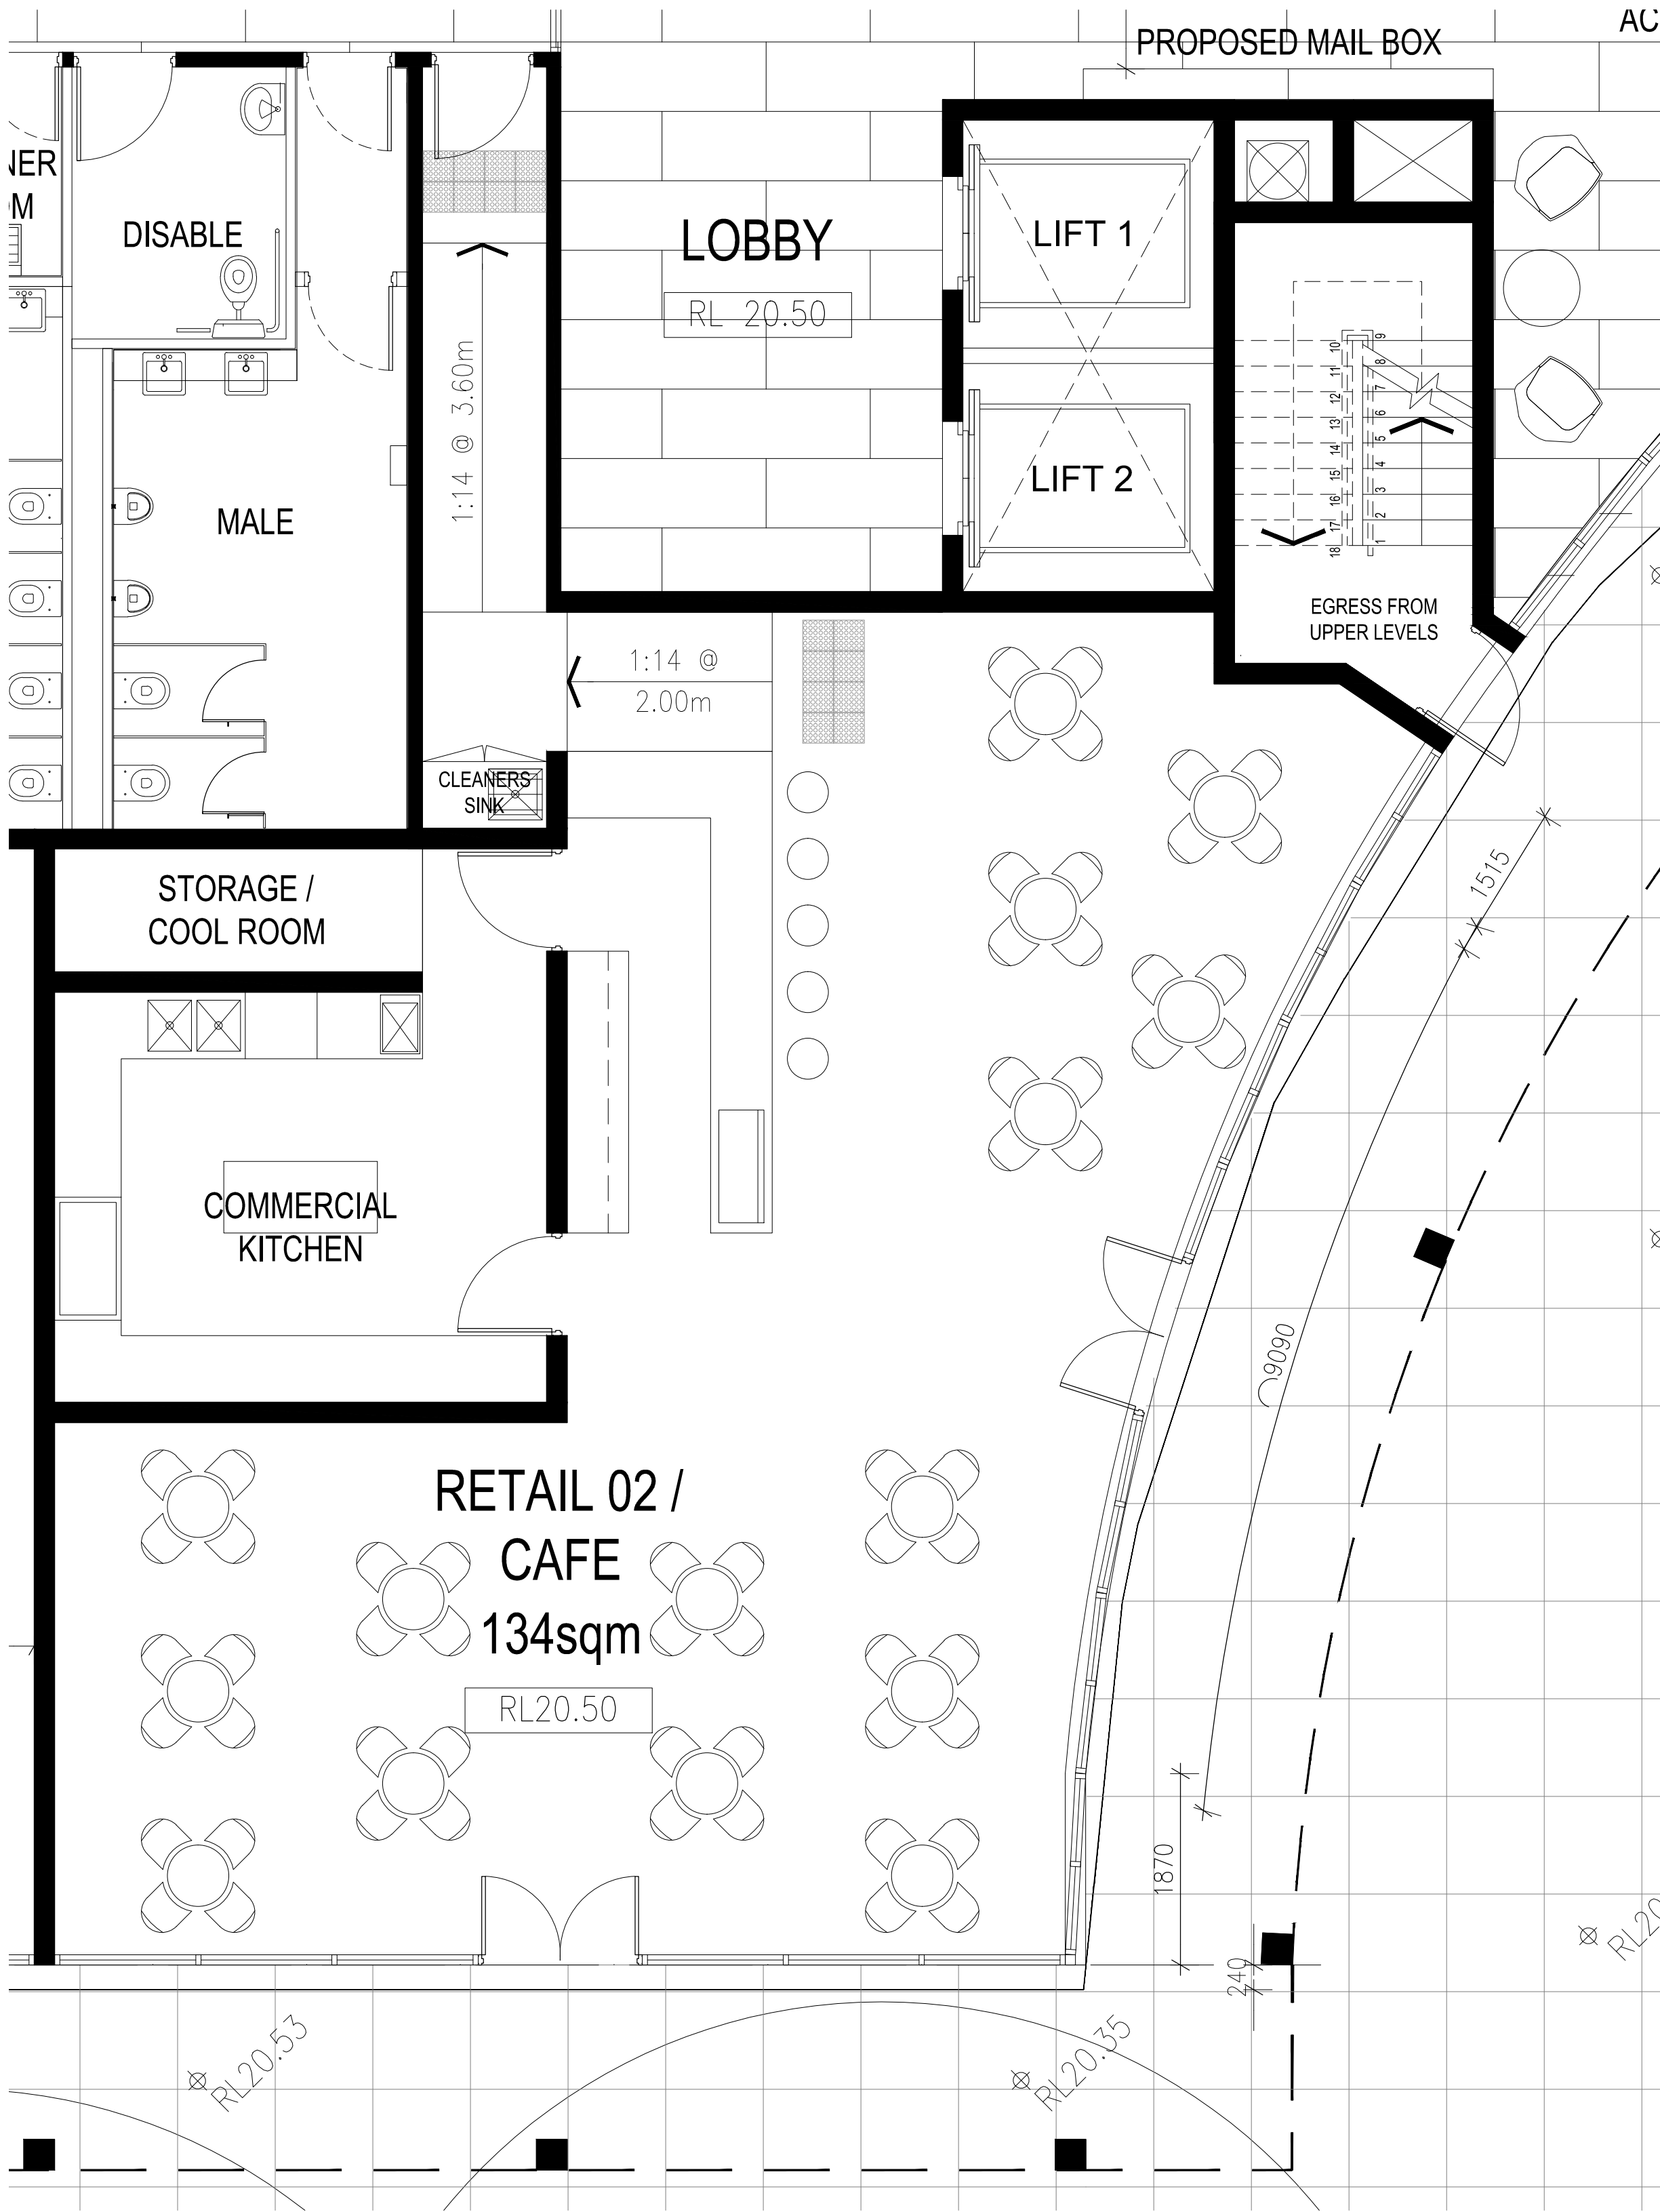 PROPOSED MAIL BOX
AC
NER
OM
DISABLE
LOBBY
RL 20.50
LIFT 1
LIFT 2
1:14 @ 3.60m
MALE
10
11
12
13
14
15
16
17
18
9
8
7
6
5
4
3
2
1
EGRESS FROM
UPPER LEVELS
1:14 @
2.00m
CLEANERS
SINK
STORAGE /
COOL ROOM
1515
COMMERCIAL
KITCHEN
9090
RETAIL 02 /
CAFE
134sqm
RL20.50
1870
240
RL20.53
RL20.35
RL20